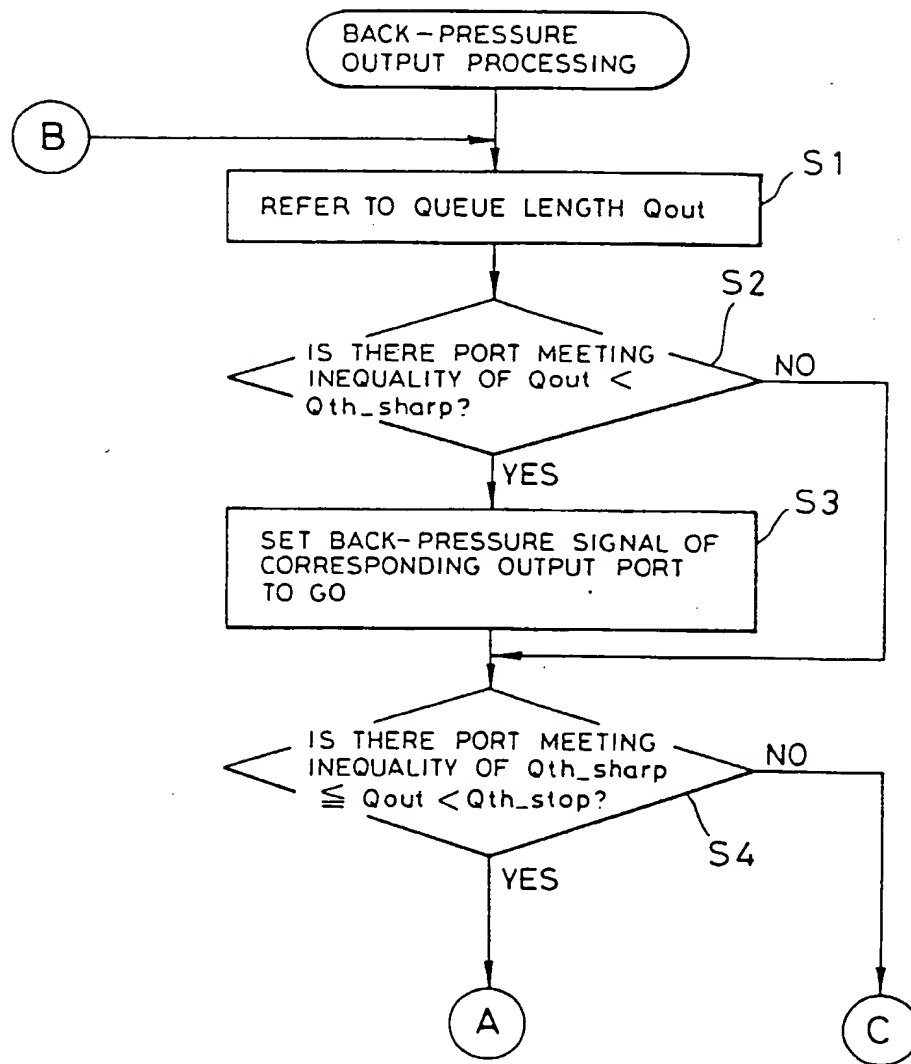 BACK-PRESSURE
OUTPUT PROCESSING
B
S1
REFER TO QUEUE LENGTH Qout
S2
IS THERE PORT MEETING
INEQUALITY OF Qout <
Qth_sharp?
NO
YES
S3
SET BACK-PRESSURE SIGNAL OF
CORRESPONDING OUTPUT PORT
TO GO
IS THERE PORT MEETING
INEQUALITY OF Qth_sharp
≦ Qout < Qth_stop?
NO
S4
YES
A
C